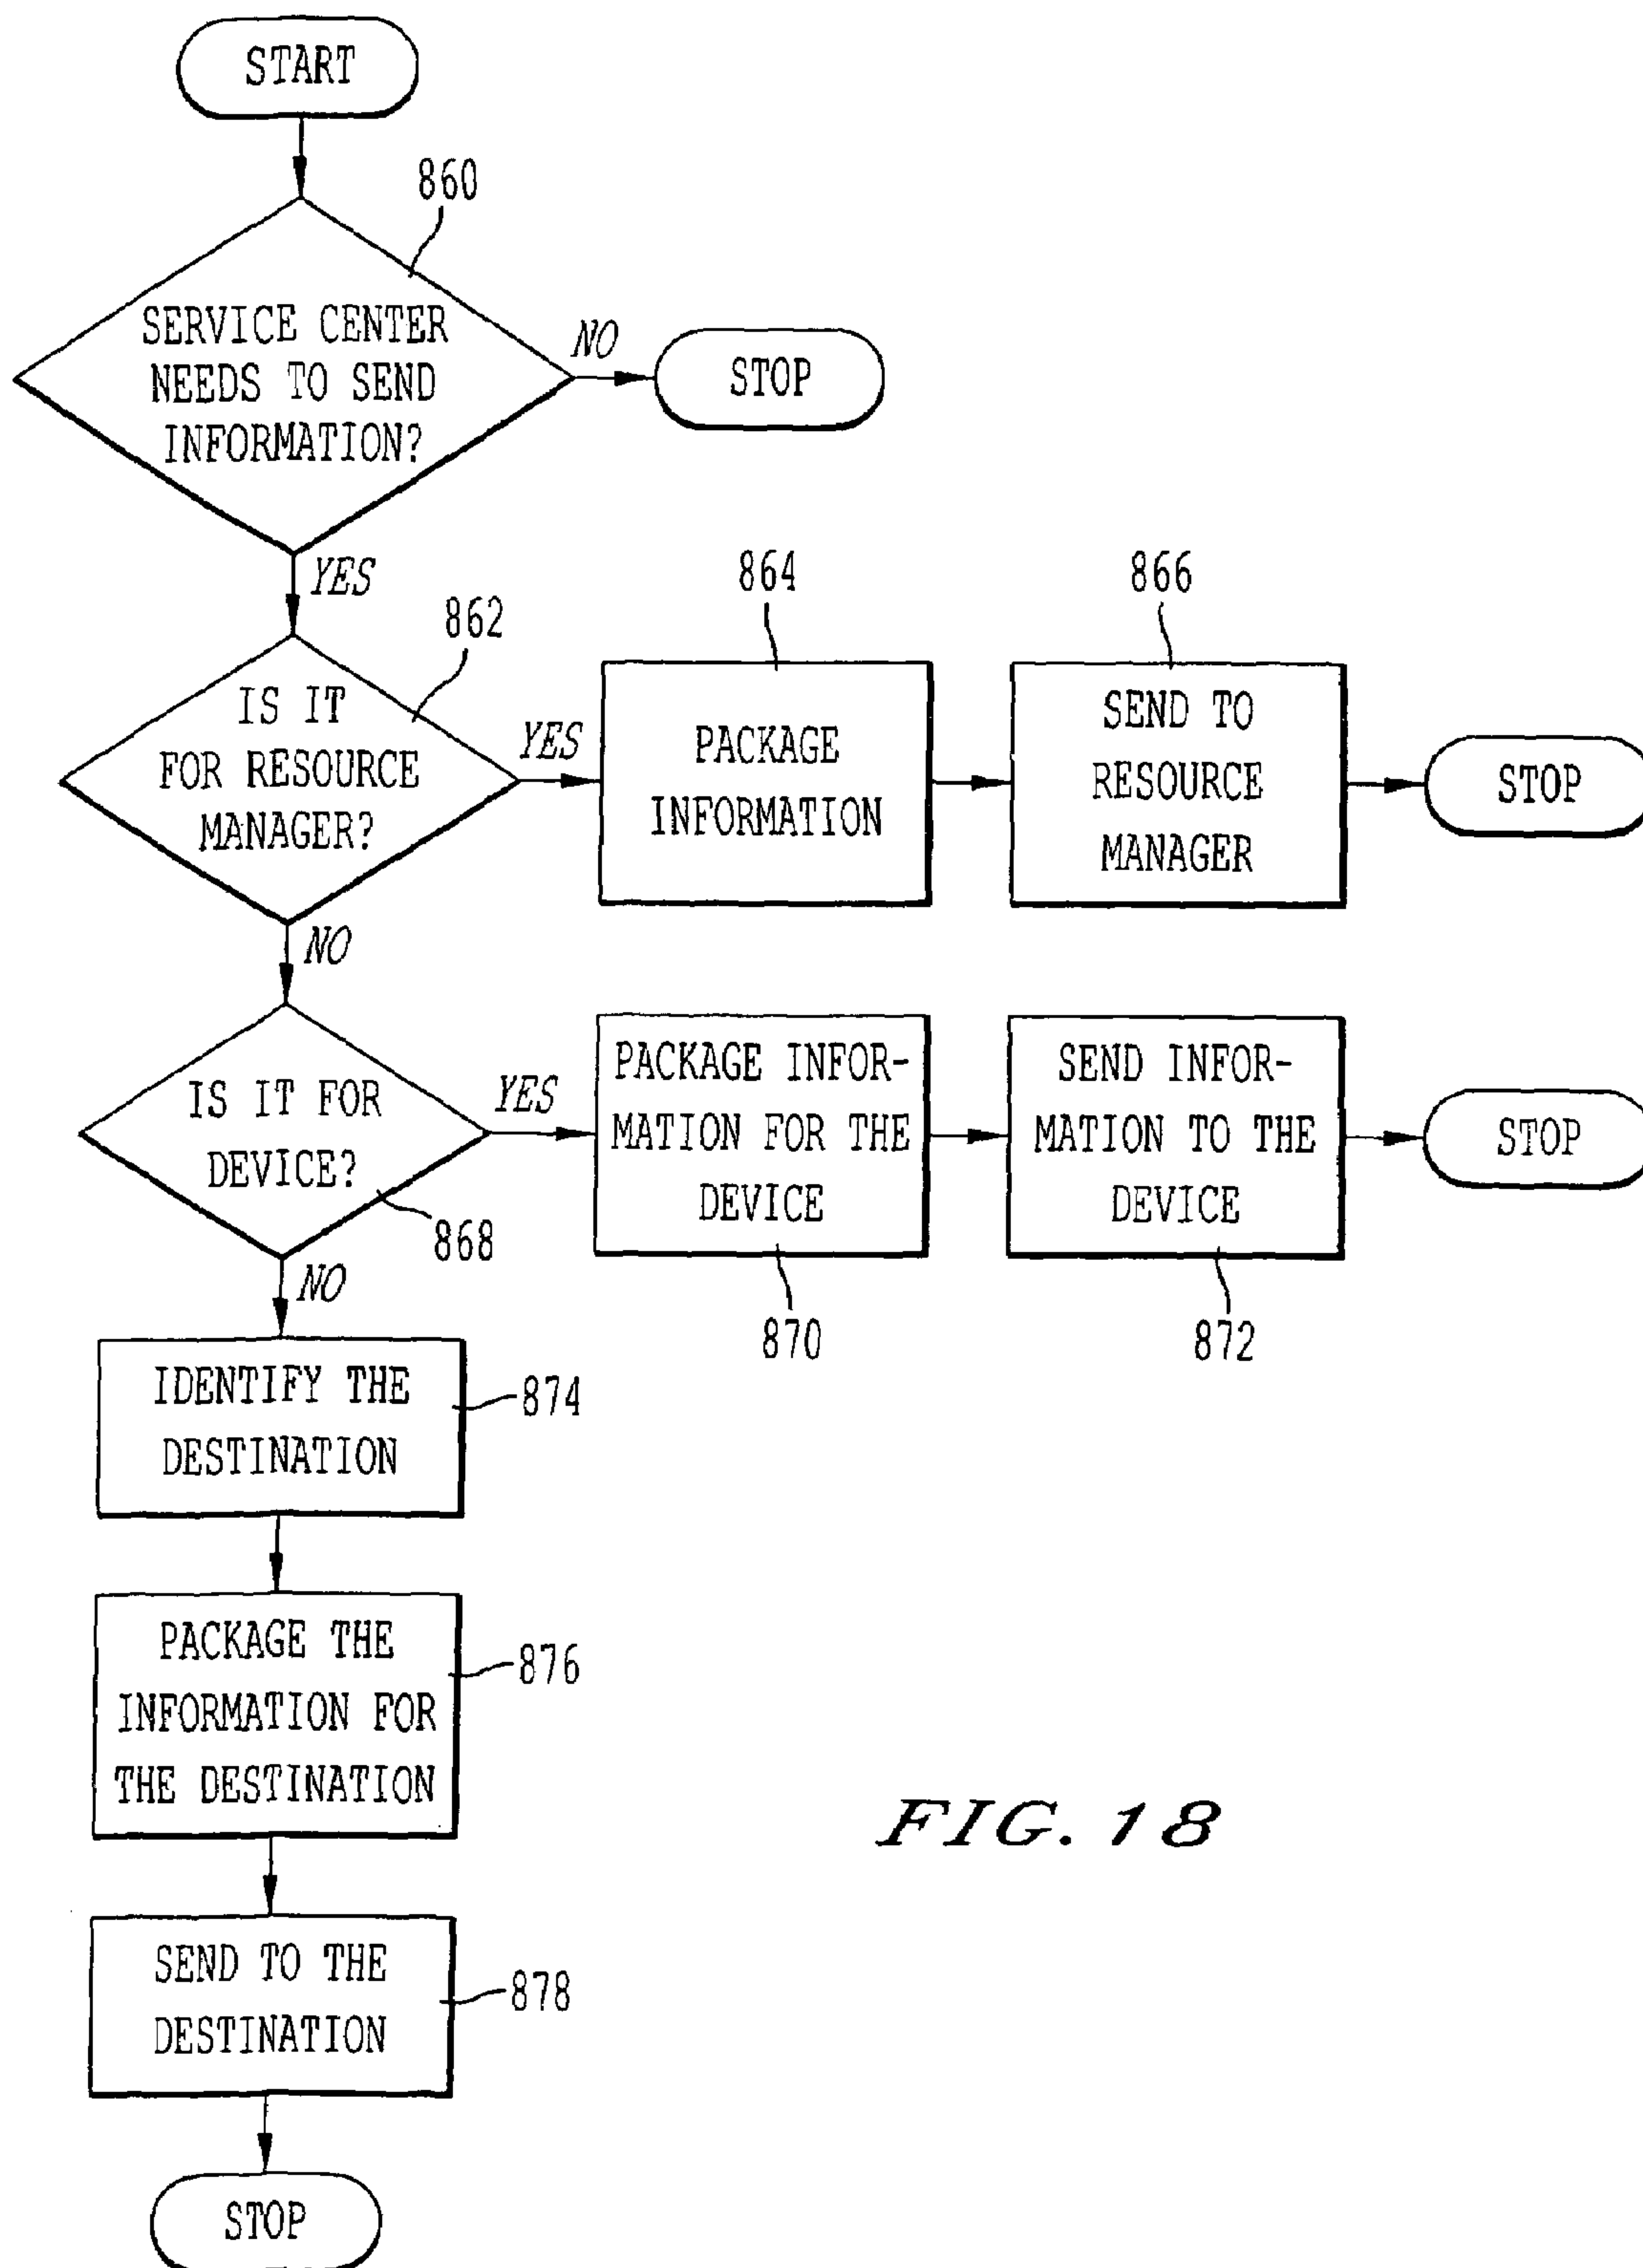 START
860
SERVICE CENTER
NEEDS TO SEND
INFORMATION?
NO
STOP
YES
862
IS IT
FOR RESOURCE
MANAGER?
YES
864
PACKAGE
INFORMATION
866
SEND TO
RESOURCE
MANAGER
STOP
NO
IS IT FOR
DEVICE?
868
YES
PACKAGE INFOR-
MATION FOR THE
DEVICE
870
SEND INFOR-
MATION TO THE
DEVICE
872
STOP
NO
IDENTIFY THE
DESTINATION
874
PACKAGE THE
INFORMATION FOR
THE DESTINATION
876
SEND TO THE
DESTINATION
878
STOP
FIG. 18